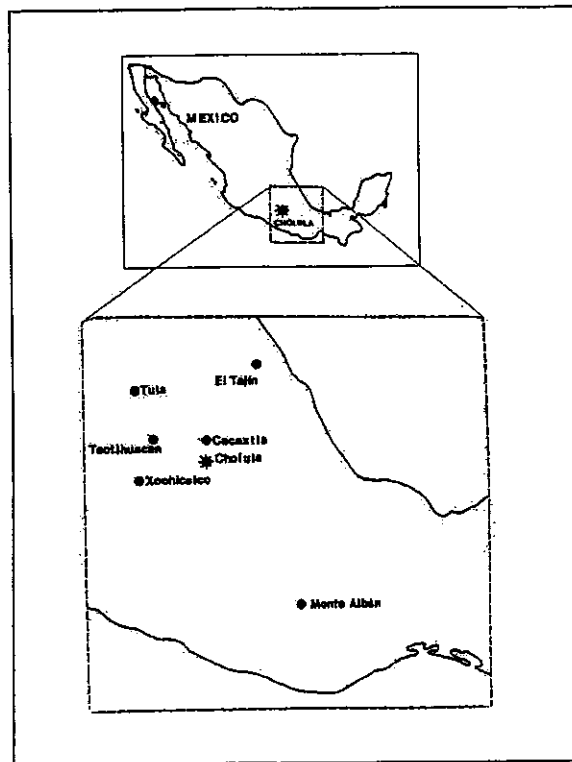 MEXICO
CHOLULA
El Tajín
Tula
Teotihuacan
Cacaxtla
Cholula
Xochicalco
Monte Albán